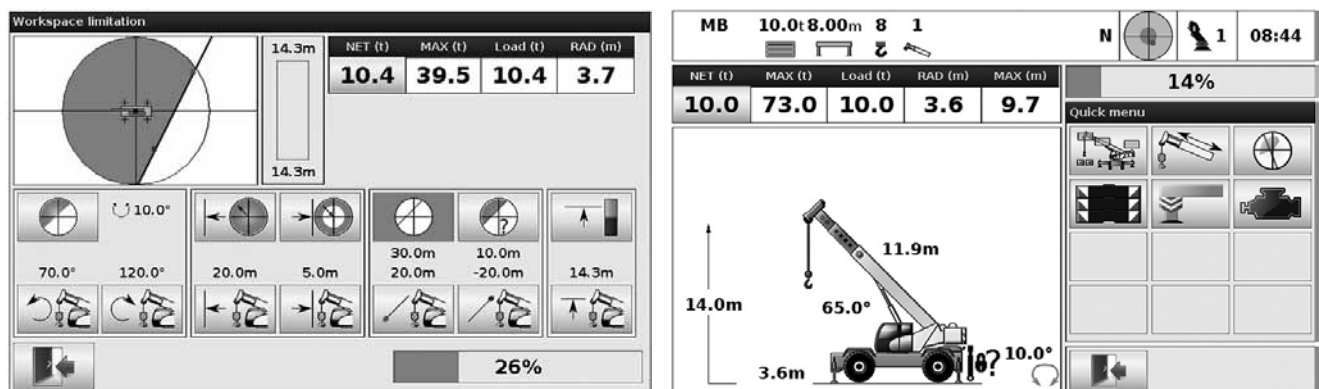 Workspace limitation
14.3m
14.3m
NET (t) MAX (t) Load (t) RAD (m)
10.4 39.5 10.4 3.7
10.0°
70.0° 120.0°
20.0m 5.0m
30.0m 10.0m
20.0m -20.0m
?
14.3m
26%
MB 10.0t 8.00m 8 1
N 1 08:44
NET (t) MAX (t) Load (t) RAD (m) MAX (m)
10.0 73.0 10.0 3.6 9.7
14%
Quick menu
11.9m
14.0m
65.0°
? 10.0°
3.6m